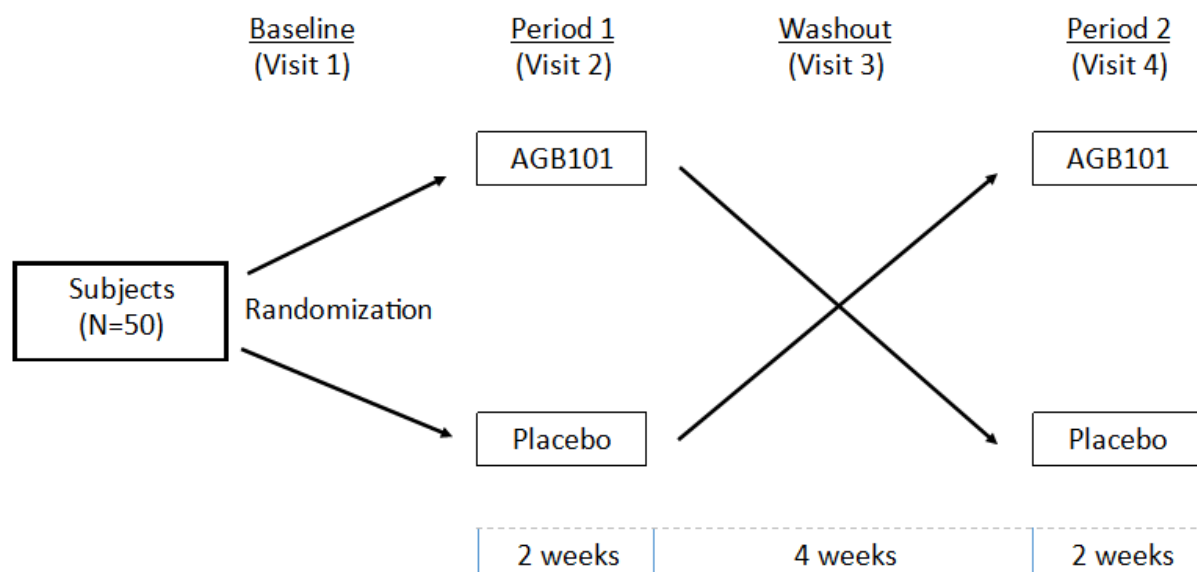 Baseline
(Visit 1)
Period 1
(Visit 2)
Washout
(Visit 3)
Period 2
(Visit 4)
AGB101
AGB101
Subjects
(N=50)
Randomization
Placebo
Placebo
2 weeks
4 weeks
2 weeks